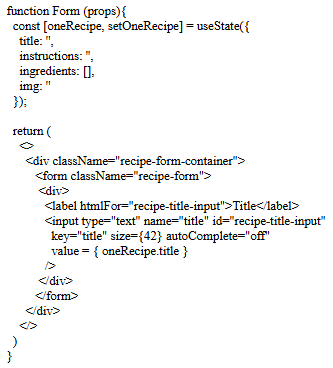 function Form (props){
const [oneRecipe, setOneRecipe] = useState({
title: '',
instructions: '',
ingredients: [],
img: ''
});
return (
<>
<div className="recipe-form-container">
<form className="recipe-form">
<div>
<label htmlFor="recipe-title-input">Title</label>
<input type="text" name="title" id="recipe-title-input"
key="title" size={42} autoComplete="off"
value = { oneRecipe.title }
/>
</div>
</form>
</div>
</>
)
}